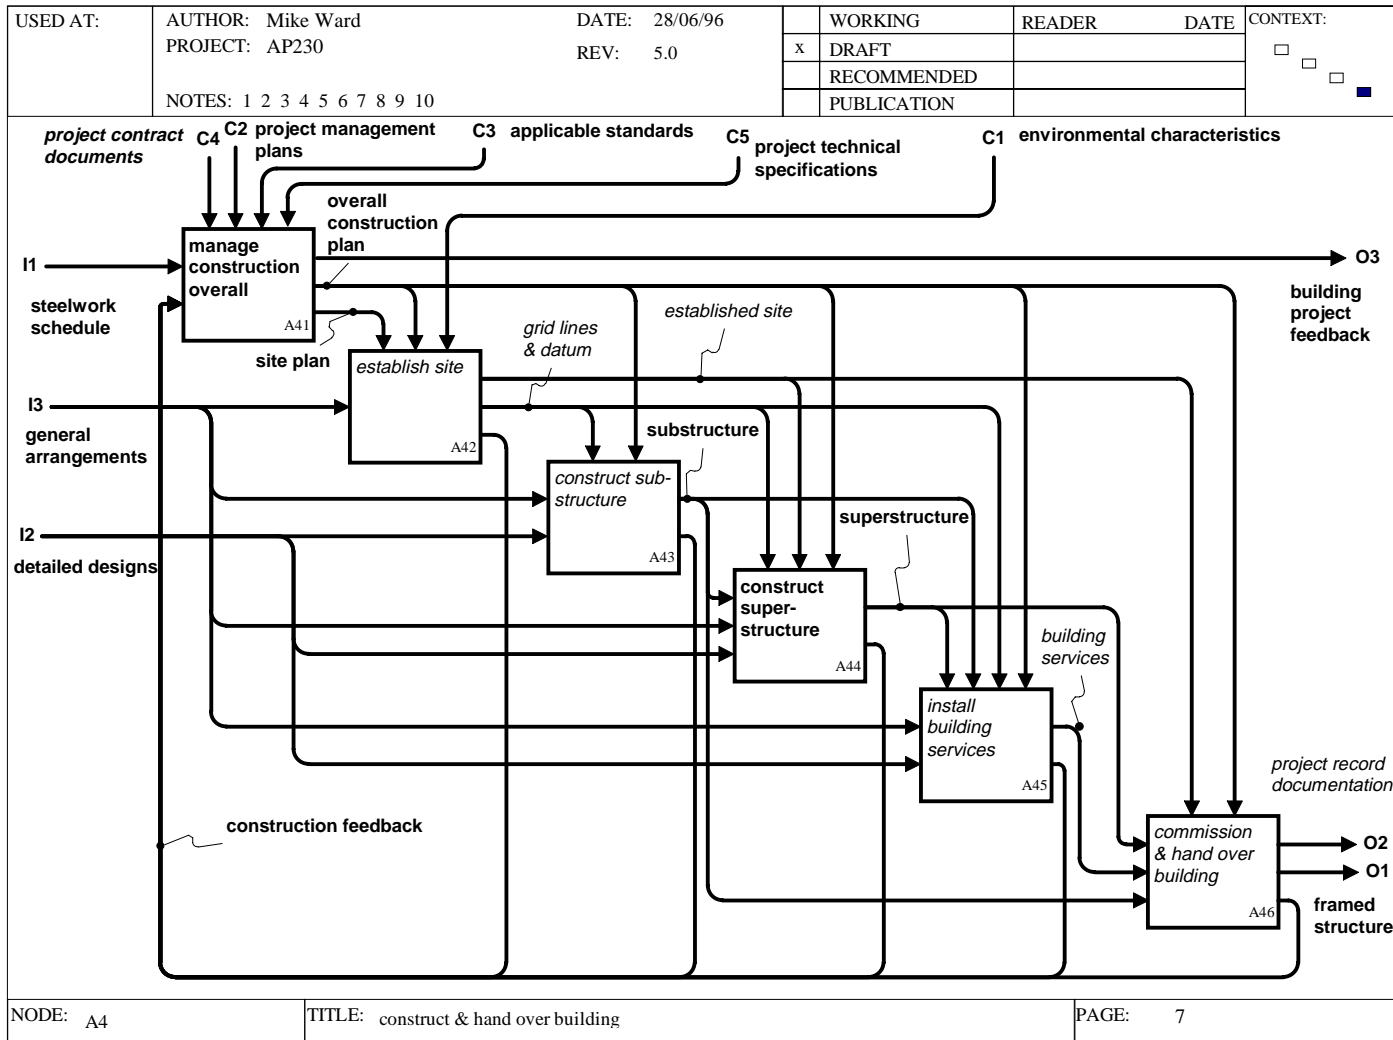 USED AT:
AUTHOR: Mike Ward
DATE: 28/06/96
PROJECT: AP230
REV: 5.0
NOTES: 1 2 3 4 5 6 7 8 9 10
WORKING
x DRAFT
RECOMMENDED
PUBLICATION
READER DATE
CONTEXT:
project contract
documents
C4
C2
project management
plans
C3
applicable standards
C5
project technical
specifications
C1
environmental characteristics
overall
construction
plan
manage
construction
overall
A41
I1
steelwork
schedule
O3
building
project
feedback
site plan
establish site
A42
grid lines
& datum
established site
I3
general
arrangements
substructure
construct sub-
structure
A43
I2
detailed designs
superstructure
construct
super-
structure
A44
building
services
install
building
services
A45
project record
documentation
construction feedback
commission
& hand over
building
A46
O2
O1
framed
structure
NODE: A4
TITLE: construct & hand over building
PAGE: 7